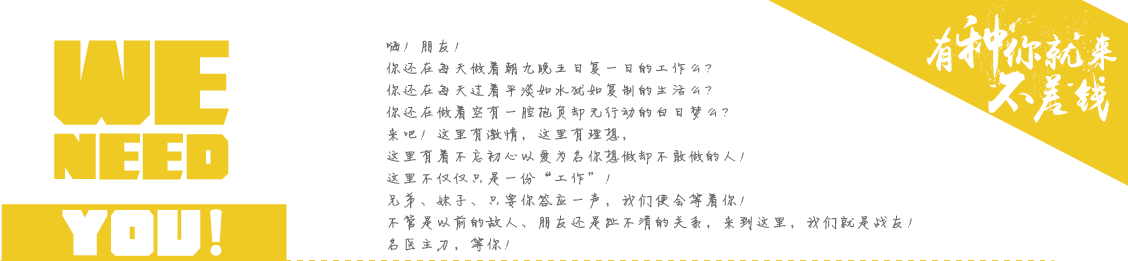 WE
NEED
YOU!
嗨！朋友！
你还在每天做着朝九晚五日复一日的工作么？
你还在每天过着平淡如水犹如复制的生活么？
你还在做着空有一腔抱负却无行动的白日梦么？
来吧！这里有激情，这里有理想，
这里有着不忘初心以爱为名你想做却不敢做的人！
这里不仅仅只是一份“工作”！
兄弟、妹子、只要你答应一声，我们便会等着你！
不管是以前的敌人、朋友还是扯不清的关系，来到这里，我们就是战友！
名医主刀，等你！
有种你就来
不差钱